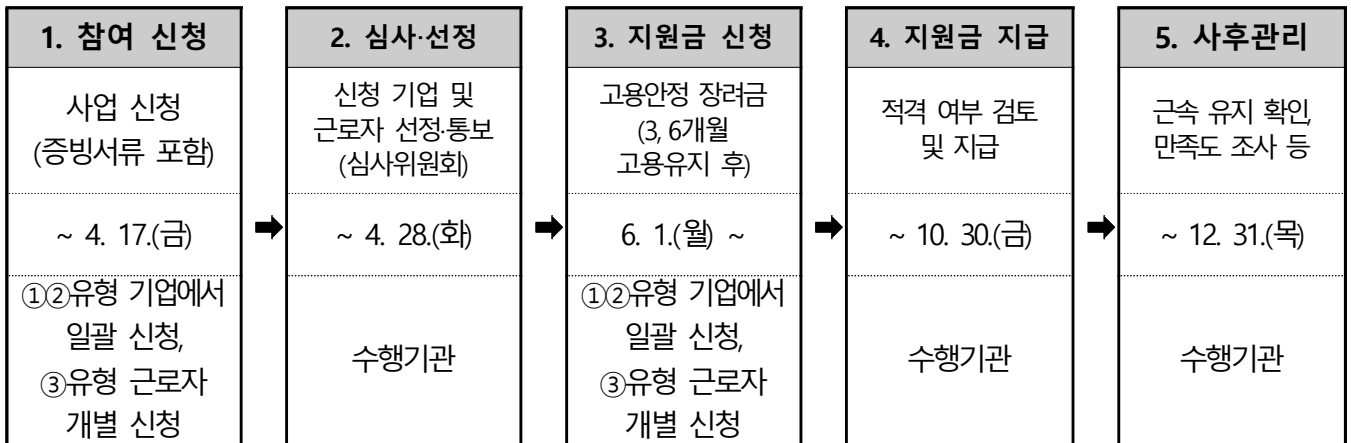 1. 참여 신청
사업 신청
(증빙서류 포함)
~ 4. 17.(금)
①②유형 기업에서
일괄 신청,
③유형 근로자
개별 신청
➡
2. 심사·선정
신청 기업 및
근로자 선정·통보
(심사위원회)
~ 4. 28.(화)
수행기관
➡
3. 지원금 신청
고용안정 장려금
(3, 6개월
고용유지 후)
6. 1.(월) ~
①②유형 기업에서
일괄 신청,
③유형 근로자
개별 신청
➡
4. 지원금 지급
적격 여부 검토
및 지급
~ 10. 30.(금)
수행기관
➡
5. 사후관리
근속 유지 확인,
만족도 조사 등
~ 12. 31.(목)
수행기관